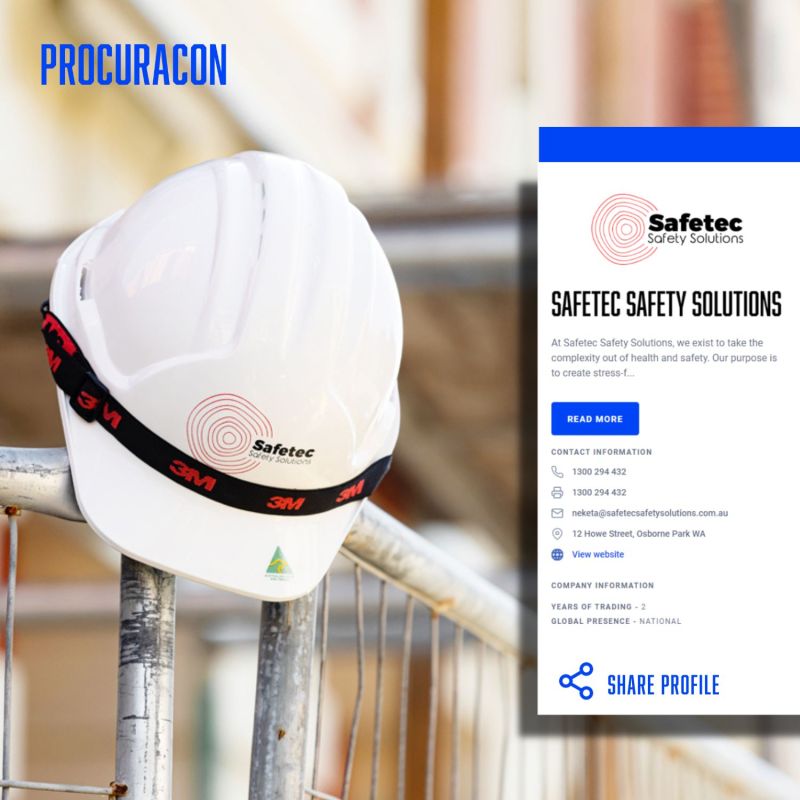 PROCURACON
Safetec
Safety Solutions
SAFETEC SAFETY SOLUTIONS
At Safetec Safety Solutions, we exist to take the
complexity out of health and safety. Our purpose is
to create stress-f...
READ MORE
CONTACT INFORMATION
1300 294 432
1300 294 432
neketa@safetecsafetysolutions.com.au
12 Howe Street, Osborne Park WA
View website
COMPANY INFORMATION
YEARS OF TRADING - 2
GLOBAL PRESENCE - NATIONAL
SHARE PROFILE
3M
3M
3M
3M
3M
Safetec
Safety Solutions